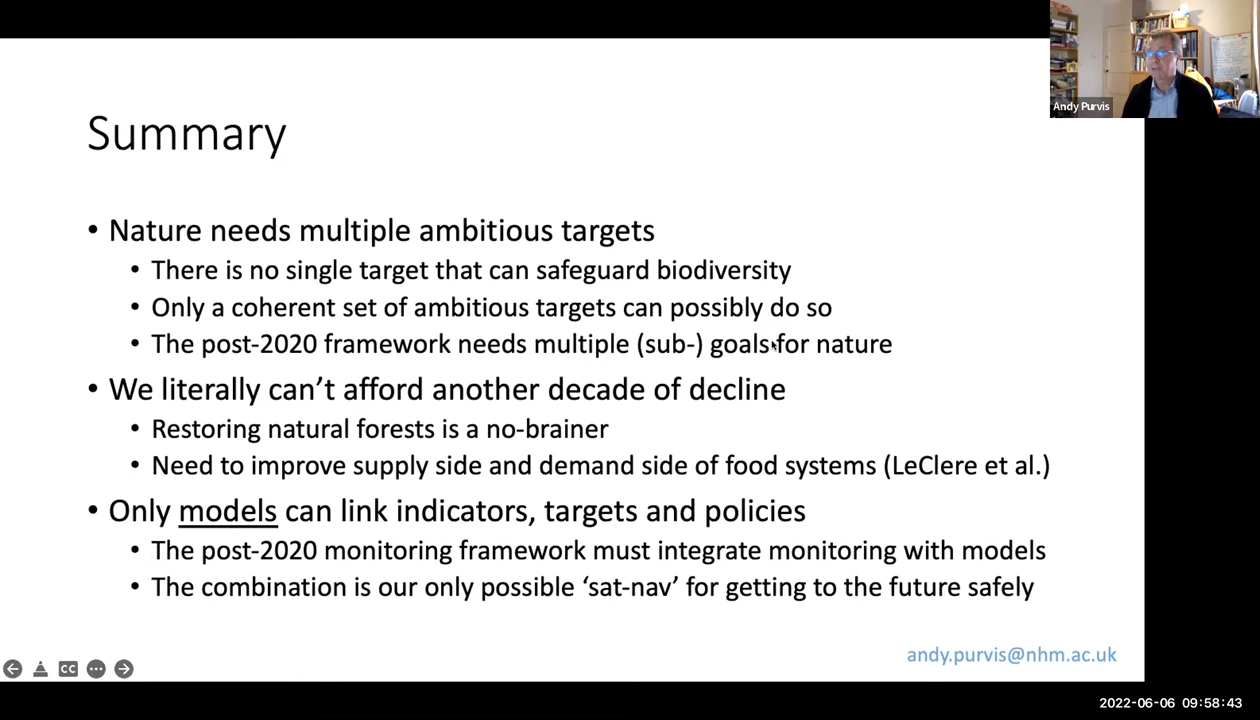 Andy Purvis
Summary
• Nature needs multiple ambitious targets
• There is no single target that can safeguard biodiversity
• Only a coherent set of ambitious targets can possibly do so
• The post-2020 framework needs multiple (sub-) goals for nature
• We literally can’t afford another decade of decline
• Restoring natural forests is a no-brainer
• Need to improve supply side and demand side of food systems (LeClere et al.)
• Only models can link indicators, targets and policies
• The post-2020 monitoring framework must integrate monitoring with models
• The combination is our only possible ‘sat-nav’ for getting to the future safely
andy.purvis@nhm.ac.uk
CC
2022-06-06 09:58:43